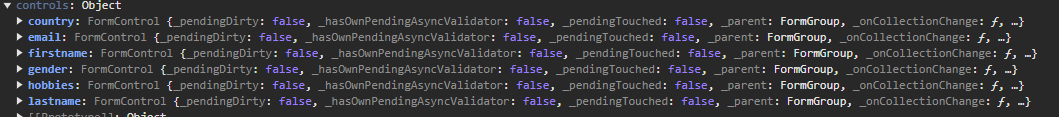 ▼ controls: Object
▶ country: FormControl {_pendingDirty: false, _hasOwnPendingAsyncValidator: false, _pendingTouched: false, _parent: FormGroup, _onCollectionChange: ƒ, …}
▶ email: FormControl {_pendingDirty: false, _hasOwnPendingAsyncValidator: false, _pendingTouched: false, _parent: FormGroup, _onCollectionChange: ƒ, …}
▶ firstname: FormControl {_pendingDirty: false, _hasOwnPendingAsyncValidator: false, _pendingTouched: false, _parent: FormGroup, _onCollectionChange: ƒ, …}
▶ gender: FormControl {_pendingDirty: false, _hasOwnPendingAsyncValidator: false, _pendingTouched: false, _parent: FormGroup, _onCollectionChange: ƒ, …}
▶ hobbies: FormControl {_pendingDirty: false, _hasOwnPendingAsyncValidator: false, _pendingTouched: false, _parent: FormGroup, _onCollectionChange: ƒ, …}
▶ lastname: FormControl {_pendingDirty: false, _hasOwnPendingAsyncValidator: false, _pendingTouched: false, _parent: FormGroup, _onCollectionChange: ƒ, …}
▶ [[Prototype]]: Object